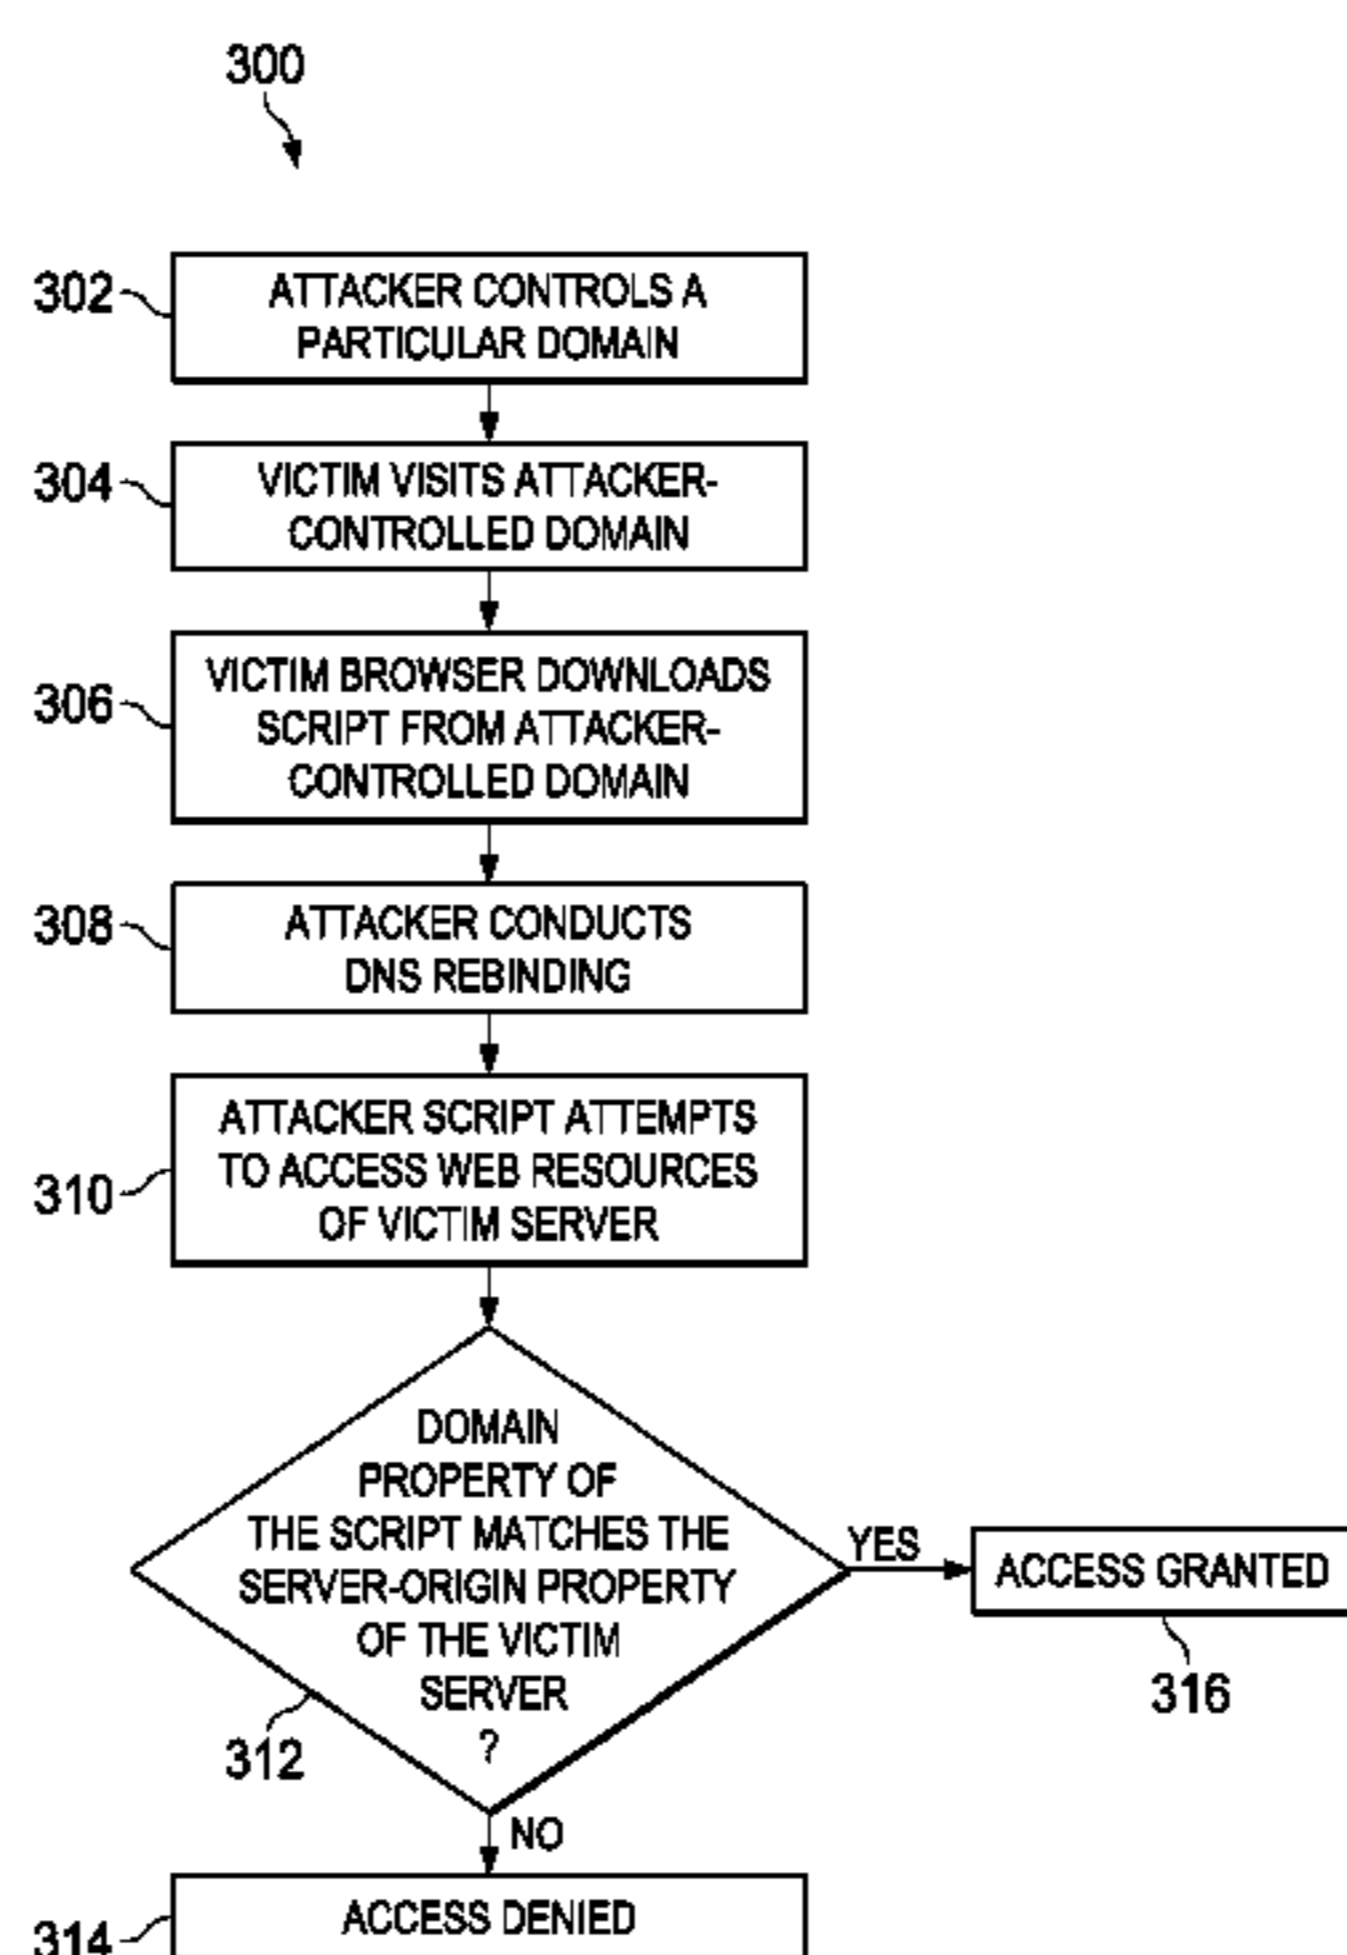 300
302
ATTACKER CONTROLS A
PARTICULAR DOMAIN
304
VICTIM VISITS ATTACKER-
CONTROLLED DOMAIN
306
VICTIM BROWSER DOWNLOADS
SCRIPT FROM ATTACKER-
CONTROLLED DOMAIN
308
ATTACKER CONDUCTS
DNS REBINDING
310
ATTACKER SCRIPT ATTEMPTS
TO ACCESS WEB RESOURCES
OF VICTIM SERVER
DOMAIN
PROPERTY OF
THE SCRIPT MATCHES THE
SERVER-ORIGIN PROPERTY
OF THE VICTIM
SERVER
?
312
YES
ACCESS GRANTED
316
NO
314
ACCESS DENIED